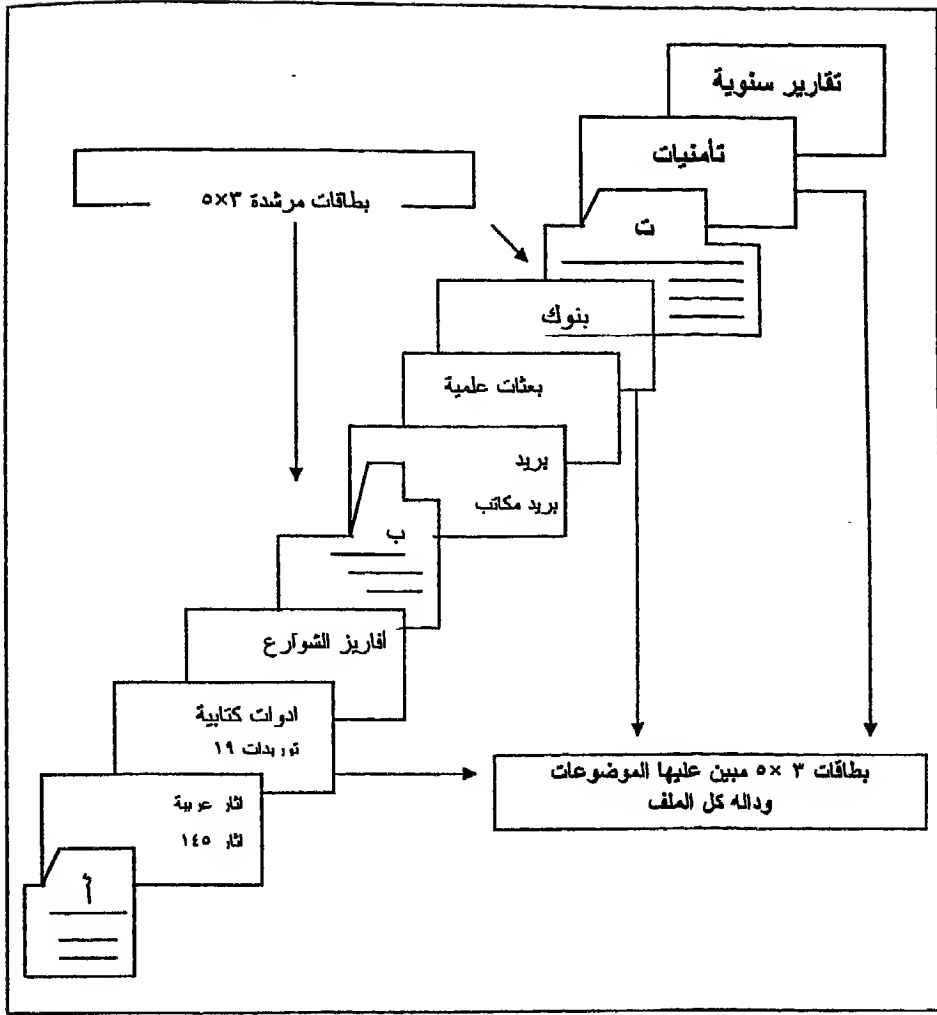 تقارير سنوية
تأمنيات
بطاقات مرشدة ٣×٥
ت
بنوك
بعثات علمية
بريد
بريد مكاتب
ب
افاريز الشوارع
ادوات كتابية
توريدات ١٩
اثار عربية
اثار ١٤٥
أ
بطاقات ٣ ×٥ مبين عليها الموضوعات
وداله كل الملف